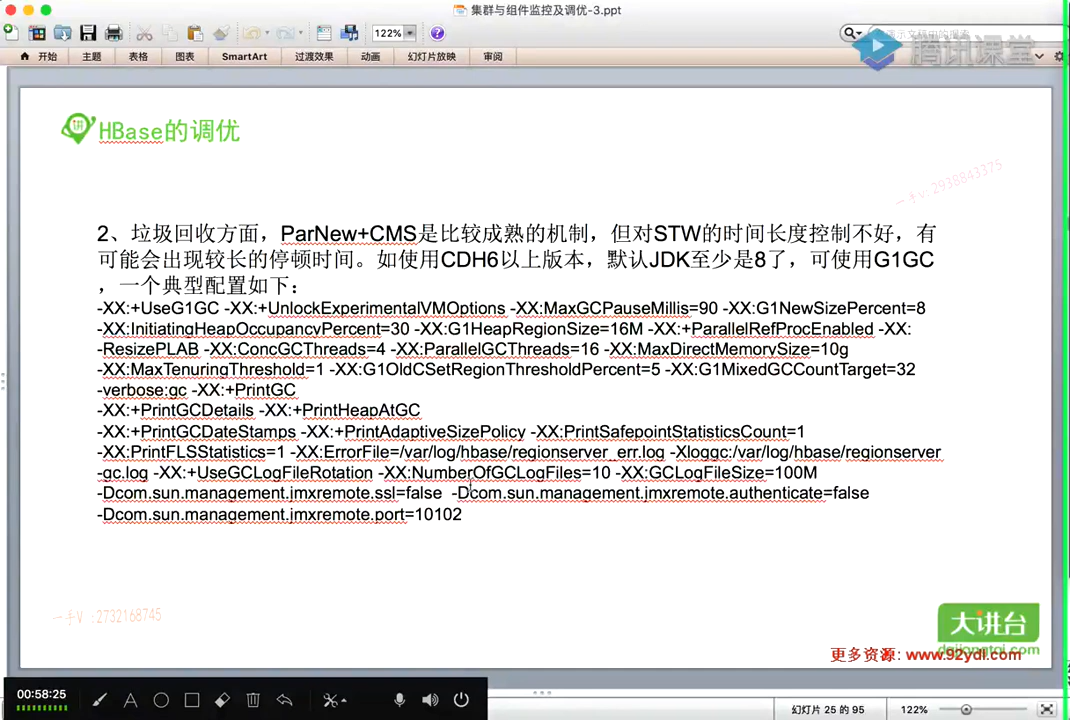 集群与组件监控及调优-3.ppt
122%
腾讯课堂
开始 主题 表格 图表 SmartArt 过渡效果 动画 幻灯片放映 审阅
HBase的调优
一手v:2938843375
2、垃圾回收方面，ParNew+CMS是比较成熟的机制，但对STW的时间长度控制不好，有
可能会出现较长的停顿时间。如使用CDH6以上版本，默认JDK至少是8了，可使用G1GC
，一个典型配置如下：
-XX:+UseG1GC -XX:+UnlockExperimentalVMOptions -XX:MaxGCPauseMillis=90 -XX:G1NewSizePercent=8
-XX:InitiatingHeapOccupancyPercent=30 -XX:G1HeapRegionSize=16M -XX:+ParallelRefProcEnabled -XX:
-ResizePLAB -XX:ConcGCThreads=4 -XX:ParallelGCThreads=16 -XX:MaxDirectMemorySize=10g
-XX:MaxTenuringThreshold=1 -XX:G1OldCSetRegionThresholdPercent=5 -XX:G1MixedGCCountTarget=32
-verbose:gc -XX:+PrintGC
-XX:+PrintGCDetails -XX:+PrintHeapAtGC
-XX:+PrintGCDateStamps -XX:+PrintAdaptiveSizePolicy -XX:PrintSafepointStatisticsCount=1
-XX:PrintFLSStatistics=1 -XX:ErrorFile=/var/log/hbase/regionserver_err.log -Xloggc:/var/log/hbase/regionserver
-gc.log -XX:+UseGCLogFileRotation -XX:NumberOfGCLogFiles=10 -XX:GCLogFileSize=100M
-Dcom.sun.management.jmxremote.ssl=false -Dcom.sun.management.jmxremote.authenticate=false
-Dcom.sun.management.jmxremote.port=10102
一手V :2732168745
大讲台
dajiangtai.com
更多资源: www.92ydl.com
00:58:25
幻灯片 25 的 95 122%